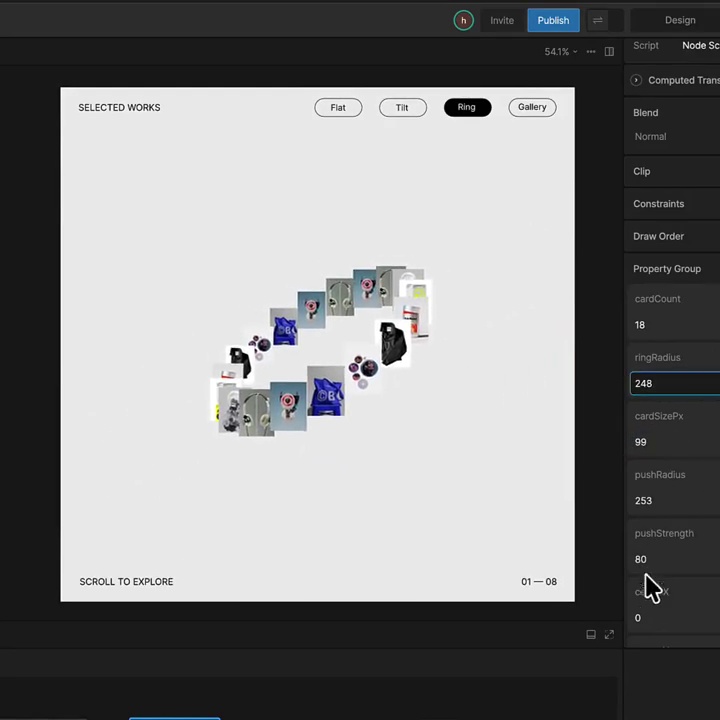 h
Invite
Publish
Design
54.1%
Script
Computed Trans
Blend
Normal
Clip
Constraints
Draw Order
Property Group
cardCount
18
ringRadius
248
cardSizePx
99
pushRadius
253
pushStrength
80
0
SELECTED WORKS
Flat
Tilt
Ring
Gallery
SCROLL TO EXPLORE
01 — 08